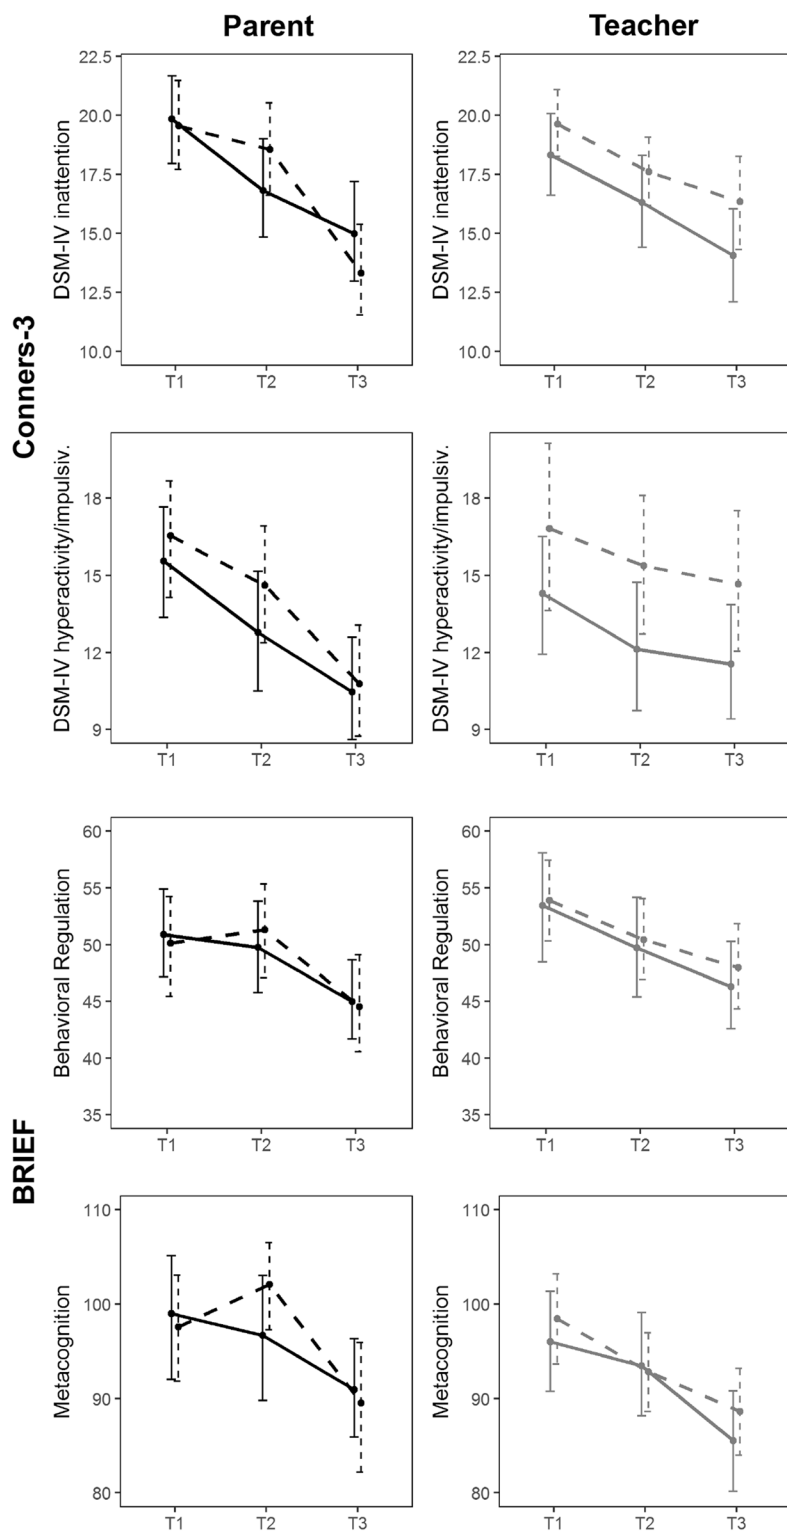 Parent
Teacher
Conners-3
DSM-IV inattention
22.5
20.0
17.5
15.0
12.5
10.0
T1 T2 T3
DSM-IV inattention
22.5
20.0
17.5
15.0
12.5
10.0
T1 T2 T3
DSM-IV hyperactivity/impulsiv.
18
15
12
9
T1 T2 T3
DSM-IV hyperactivity/impulsiv.
18
15
12
9
T1 T2 T3
BRIEF
Behavioral Regulation
60
55
50
45
40
35
T1 T2 T3
Behavioral Regulation
60
55
50
45
40
35
T1 T2 T3
Metacognition
110
100
90
80
T1 T2 T3
Metacognition
110
100
90
80
T1 T2 T3